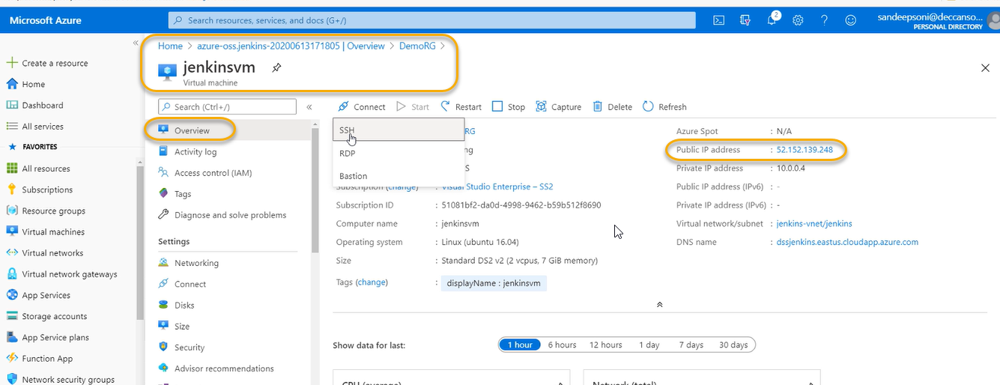 Microsoft Azure
Search resources, services, and docs (G+/)
2
sandeepsoni@deccanso...
PERSONAL DIRECTORY
«
Create a resource
Home
Dashboard
All services
FAVORITES
All resources
Subscriptions
Resource groups
Virtual machines
Virtual networks
Virtual network gateways
App Services
Storage accounts
App Service plans
Function App
Network security groups
Home > azure-oss.jenkins-20200613171805 | Overview > DemoRG >
jenkinsvm
Virtual machine
Search (Ctrl+/)
«
Overview
Activity log
Access control (IAM)
Tags
Diagnose and solve problems
Settings
Networking
Connect
Disks
Size
Security
Advisor recommendations
Connect Start Restart Stop Capture Delete Refresh
SSH
RDP
Bastion
RG
ng
S
Subscription (change) : Visual Studio Enterprise – SS2
Subscription ID : 51081bf2-da0d-4998-9462-b59b512f8690
Computer name : jenkinsvm
Operating system : Linux (ubuntu 16.04)
Size : Standard DS2 v2 (2 vcpus, 7 GiB memory)
Tags (change) : displayName : jenkinsvm
Azure Spot : N/A
Public IP address : 52.152.139.248
Private IP address : 10.0.0.4
Public IP address (IPv6) : -
Private IP address (IPv6) : -
Virtual network/subnet : jenkins-vnet/jenkins
DNS name : dssjenkins.eastus.cloudapp.azure.com
Show data for last: 1 hour 6 hours 12 hours 1 day 7 days 30 days
CPU (average)
Network (total)